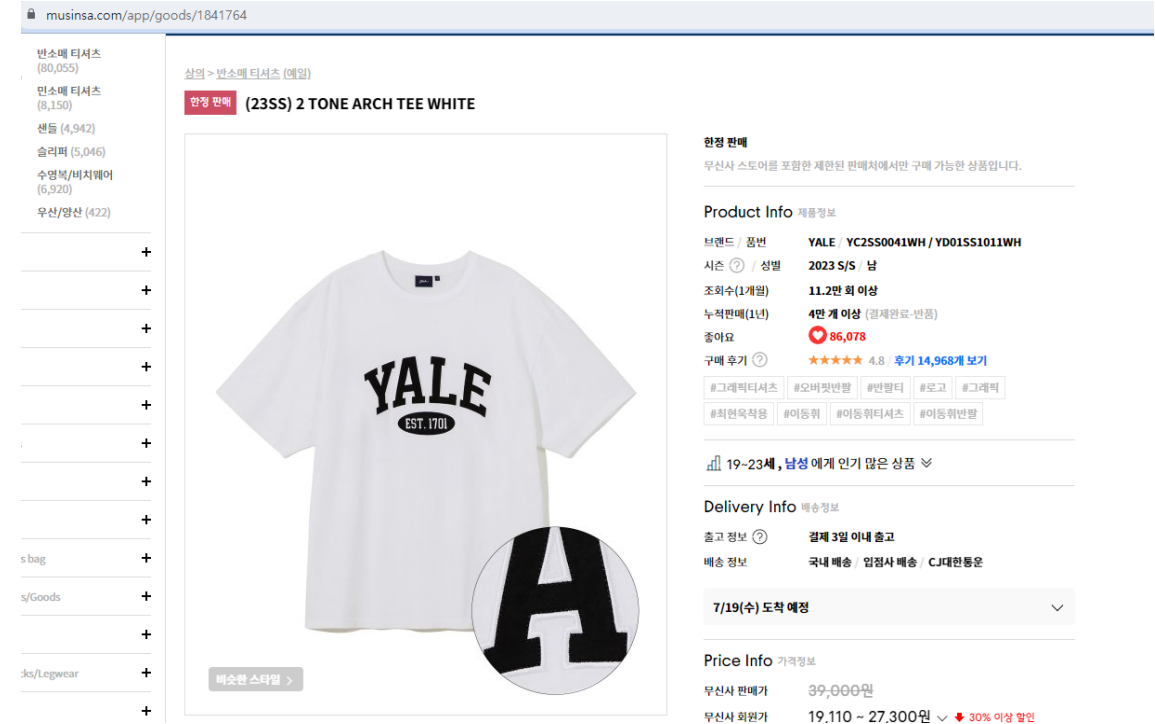 musinsa.com/app/goods/1841764
반소매 티셔츠
(80,055)
민소매 티셔츠
(8,150)
샌들 (4,942)
슬리퍼 (5,046)
수영복/비치웨어
(6,920)
우산/양산 (422)
+
+
+
+
+
+
+
+
s bag +
s/Goods +
+
cks/Legwear +
+
상의 > 반소매 티셔츠 (예일)
한정 판매 (23SS) 2 TONE ARCH TEE WHITE
YALE
EST. 1701
A
비슷한 스타일 >
한정 판매
무신사 스토어를 포함한 제한된 판매처에서만 구매 가능한 상품입니다.
Product Info 제품정보
브랜드 / 품번 YALE / YC2SS0041WH / YD01SS1011WH
시즌 ? / 성별 2023 S/S / 남
조회수(1개월) 11.2만 회 이상
누적판매(1년) 4만 개 이상 (결제완료-반품)
좋아요 86,078
구매 후기 ? ★★★★★ 4.8 / 후기 14,968개 보기
#그래픽티셔츠 #오버핏반팔 #반팔티 #로고 #그래픽
#최현욱착용 #이동휘 #이동휘티셔츠 #이동휘반팔
19~23세 , 남성 에게 인기 많은 상품
Delivery Info 배송정보
출고 정보 ? 결제 3일 이내 출고
배송 정보 국내 배송 / 입점사 배송 / CJ대한통운
7/19(수) 도착 예정
Price Info 가격정보
무신사 판매가 39,000원
무신사 회원가 19,110 ~ 27,300원 30% 이상 할인